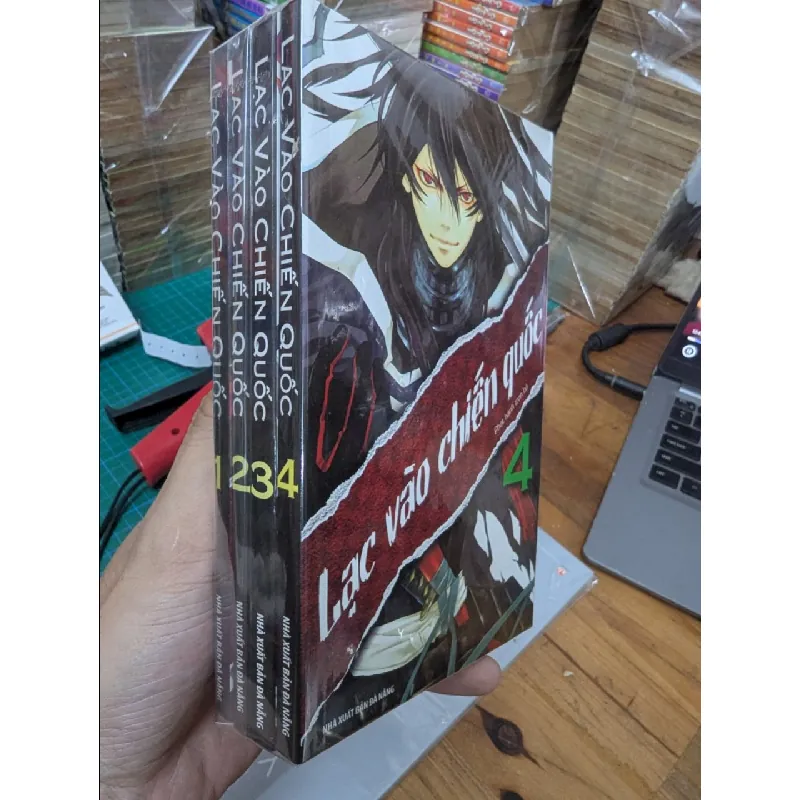 LẠC VÀO CHIẾN QUỐC
1
NHÀ XUẤT BẢN ĐÀ NẴNG
LẠC VÀO CHIẾN QUỐC
2
NHÀ XUẤT BẢN ĐÀ NẴNG
LẠC VÀO CHIẾN QUỐC
3
NHÀ XUẤT BẢN ĐÀ NẴNG
LẠC VÀO CHIẾN QUỐC
4
NHÀ XUẤT BẢN ĐÀ NẴNG
Lạc vào chiến quốc
4
NHÀ XUẤT BẢN ĐÀ NẴNG